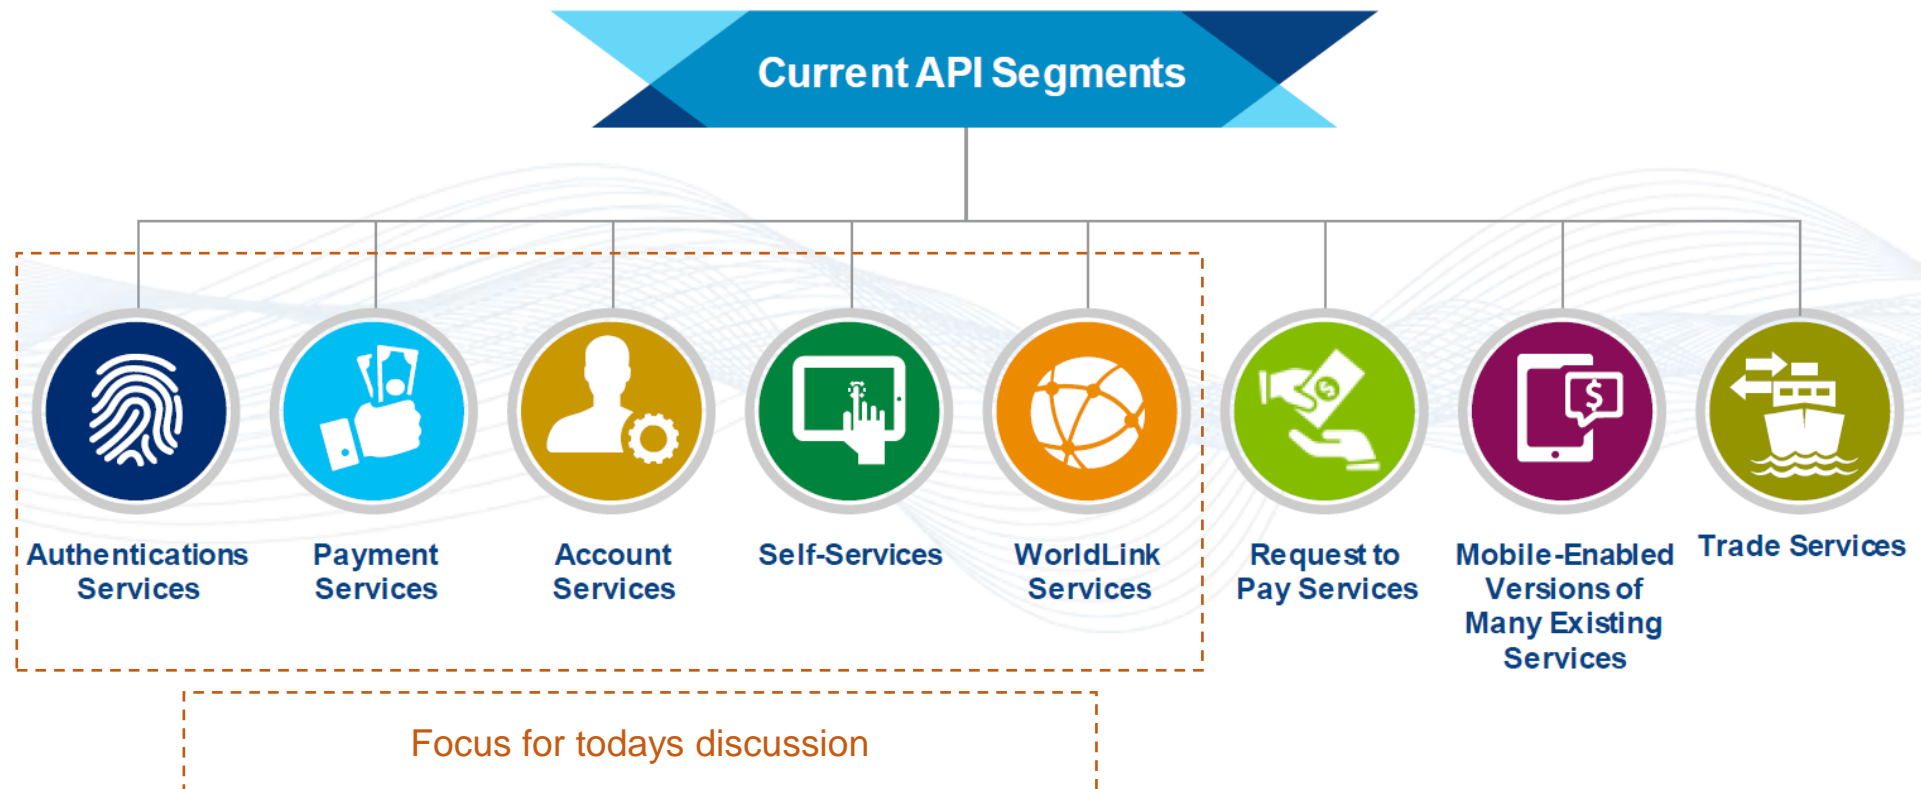 Current API Segments
Authentications
Services
Payment
Services
Account
Services
Self-Services
WorldLink
Services
Request to
Pay Services
Mobile-Enabled
Versions of
Many Existing
Services
Trade Services
Focus for todays discussion